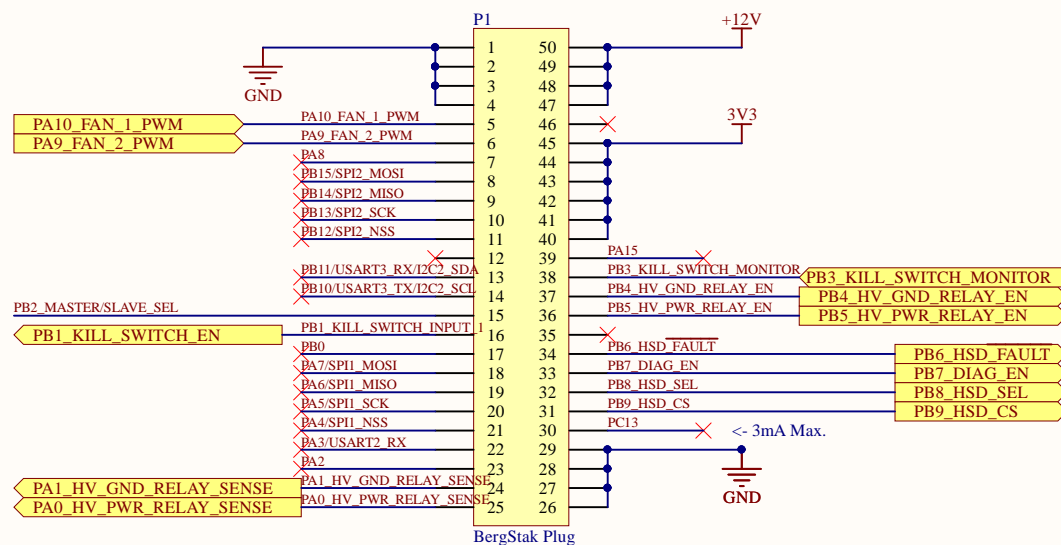 P1
+12V
1 50
2 49
GND
3 48
4 47
PA10_FAN_1_PWM PA10_FAN_1_PWM 5 46
3V3
PA9_FAN_2_PWM PA9_FAN_2_PWM 6 45
PA8 7 44
PB15/SPI2_MOSI 8 43
PB14/SPI2_MISO 9 42
PB13/SPI2_SCK 10 41
PB12/SPI2_NSS 11 40
12 39 PA15
PB11/USART3_RX/I2C2_SDA 13 38 PB3_KILL_SWITCH_MONITOR PB3_KILL_SWITCH_MONITOR
PB10/USART3_TX/I2C2_SCL 14 37 PB4_HV_GND_RELAY_EN PB4_HV_GND_RELAY_EN
PB2_MASTER/SLAVE_SEL 15 36 PB5_HV_PWR_RELAY_EN PB5_HV_PWR_RELAY_EN
PB1_KILL_SWITCH_EN PB1_KILL_SWITCH_INPUT_1 16 35
PB0 17 34 PB6_HSD_FAULT PB6_HSD_FAULT
PA7/SPI1_MOSI 18 33 PB7_DIAG_EN PB7_DIAG_EN
PA6/SPI1_MISO 19 32 PB8_HSD_SEL PB8_HSD_SEL
PA5/SPI1_SCK 20 31 PB9_HSD_CS PB9_HSD_CS
PA4/SPI1_NSS 21 30 PC13 <- 3mA Max.
PA3/USART2_RX 22 29
PA2 23 28
PA1_HV_GND_RELAY_SENSE PA1_HV_GND_RELAY_SENSE 24 27
GND
PA0_HV_PWR_RELAY_SENSE PA0_HV_PWR_RELAY_SENSE 25 26
BergStak Plug